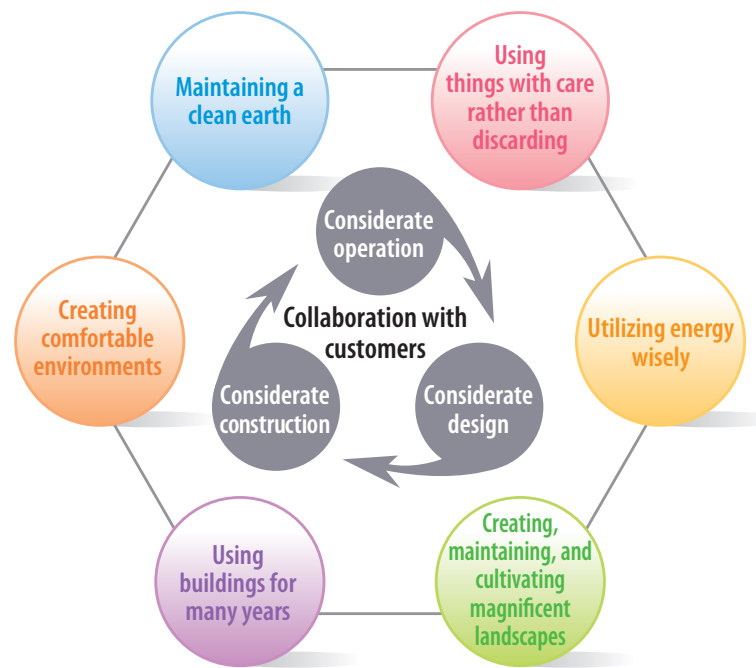 Maintaining a
clean earth
Using
things with care
rather than
discarding
Considerate
operation
Creating
comfortable
environments
Collaboration with
customers
Utilizing energy
wisely
Considerate
construction
Considerate
design
Using
buildings for
many years
Creating,
maintaining, and
cultivating
magnificent
landscapes